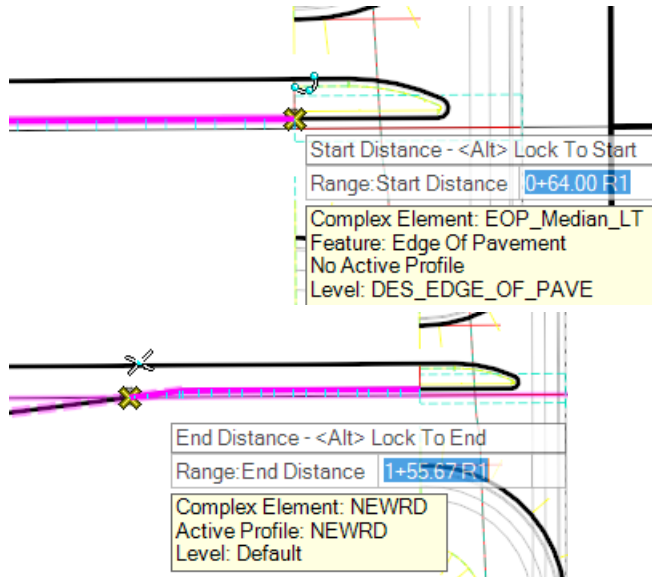 Start Distance - <Alt> Lock To Start
Range:Start Distance 0+64.00 R1
Complex Element: EOP_Median_LT
Feature: Edge Of Pavement
No Active Profile
Level: DES_EDGE_OF_PAVE
End Distance - <Alt> Lock To End
Range:End Distance 1+55.67 R1
Complex Element: NEWRD
Active Profile: NEWRD
Level: Default